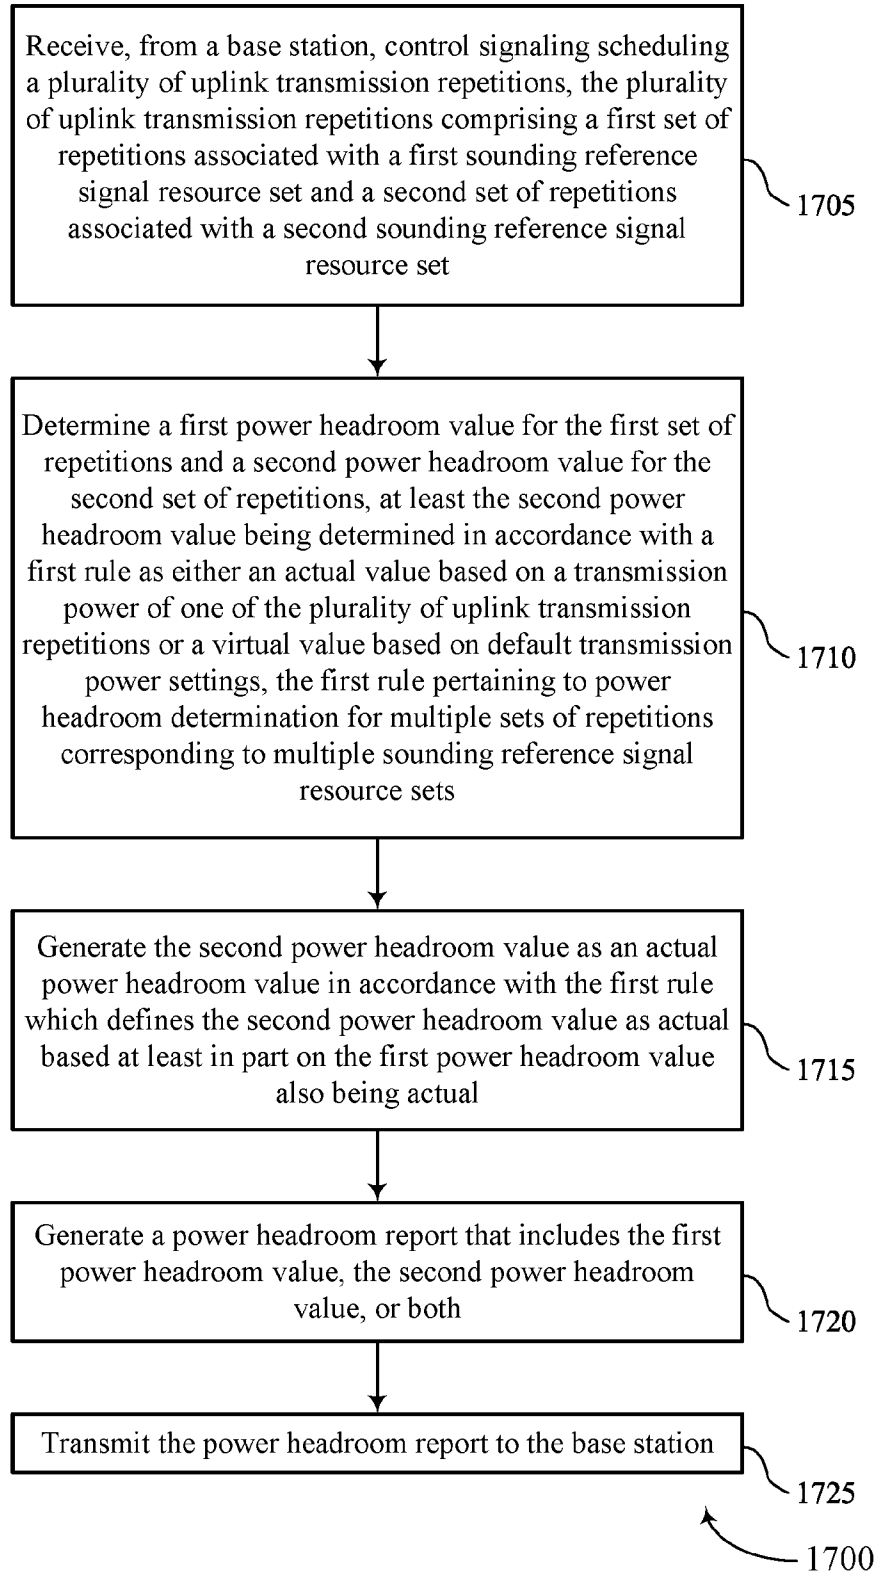 Receive, from a base station, control signaling scheduling
a plurality of uplink transmission repetitions, the plurality
of uplink transmission repetitions comprising a first set of
repetitions associated with a first sounding reference
signal resource set and a second set of repetitions
associated with a second sounding reference signal
resource set
1705
Determine a first power headroom value for the first set of
repetitions and a second power headroom value for the
second set of repetitions, at least the second power
headroom value being determined in accordance with a
first rule as either an actual value based on a transmission
power of one of the plurality of uplink transmission
repetitions or a virtual value based on default transmission
power settings, the first rule pertaining to power
headroom determination for multiple sets of repetitions
corresponding to multiple sounding reference signal
resource sets
1710
Generate the second power headroom value as an actual
power headroom value in accordance with the first rule
which defines the second power headroom value as actual
based at least in part on the first power headroom value
also being actual
1715
Generate a power headroom report that includes the first
power headroom value, the second power headroom
value, or both
1720
Transmit the power headroom report to the base station
1725
1700